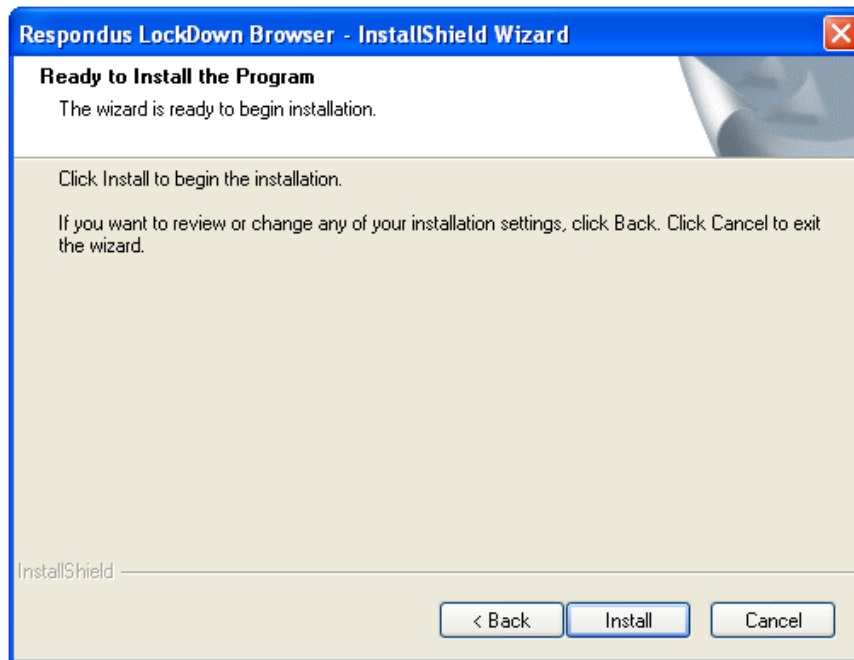 Respondus LockDown Browser - InstallShield Wizard
Ready to Install the Program
The wizard is ready to begin installation.
Click Install to begin the installation.
If you want to review or change any of your installation settings, click Back. Click Cancel to exit
the wizard.
InstallShield
< Back Install Cancel